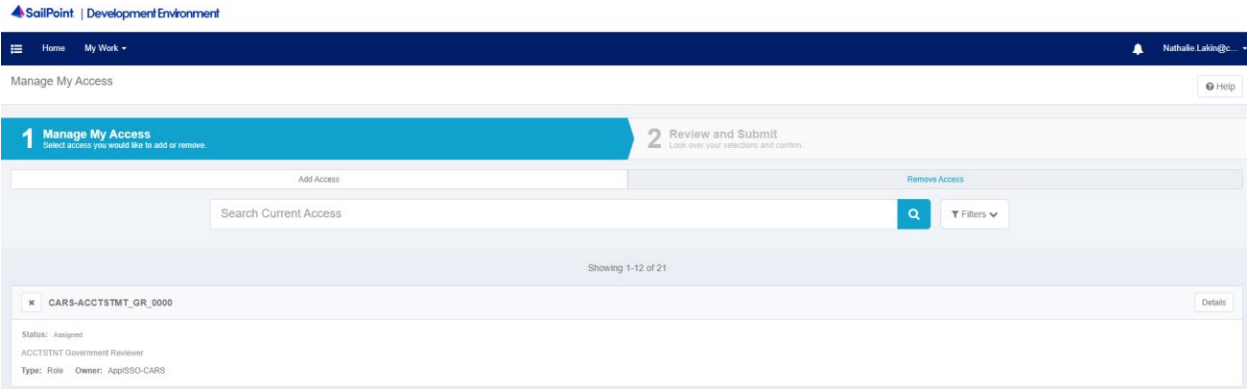 SailPoint | Development Environment
Home My Work Nathalie.Lakin@c...
Manage My Access Help
1 Manage My Access
Select access you would like to add or remove.
2 Review and Submit
Look over your selections and confirm.
Add Access Remove Access
Search Current Access Filters
Showing 1-12 of 21
CARS-ACCTSTMT_GR_0000 Details
Status: Assigned
ACCTSTNT Government Reviewer
Type: Role Owner: AppISSO-CARS